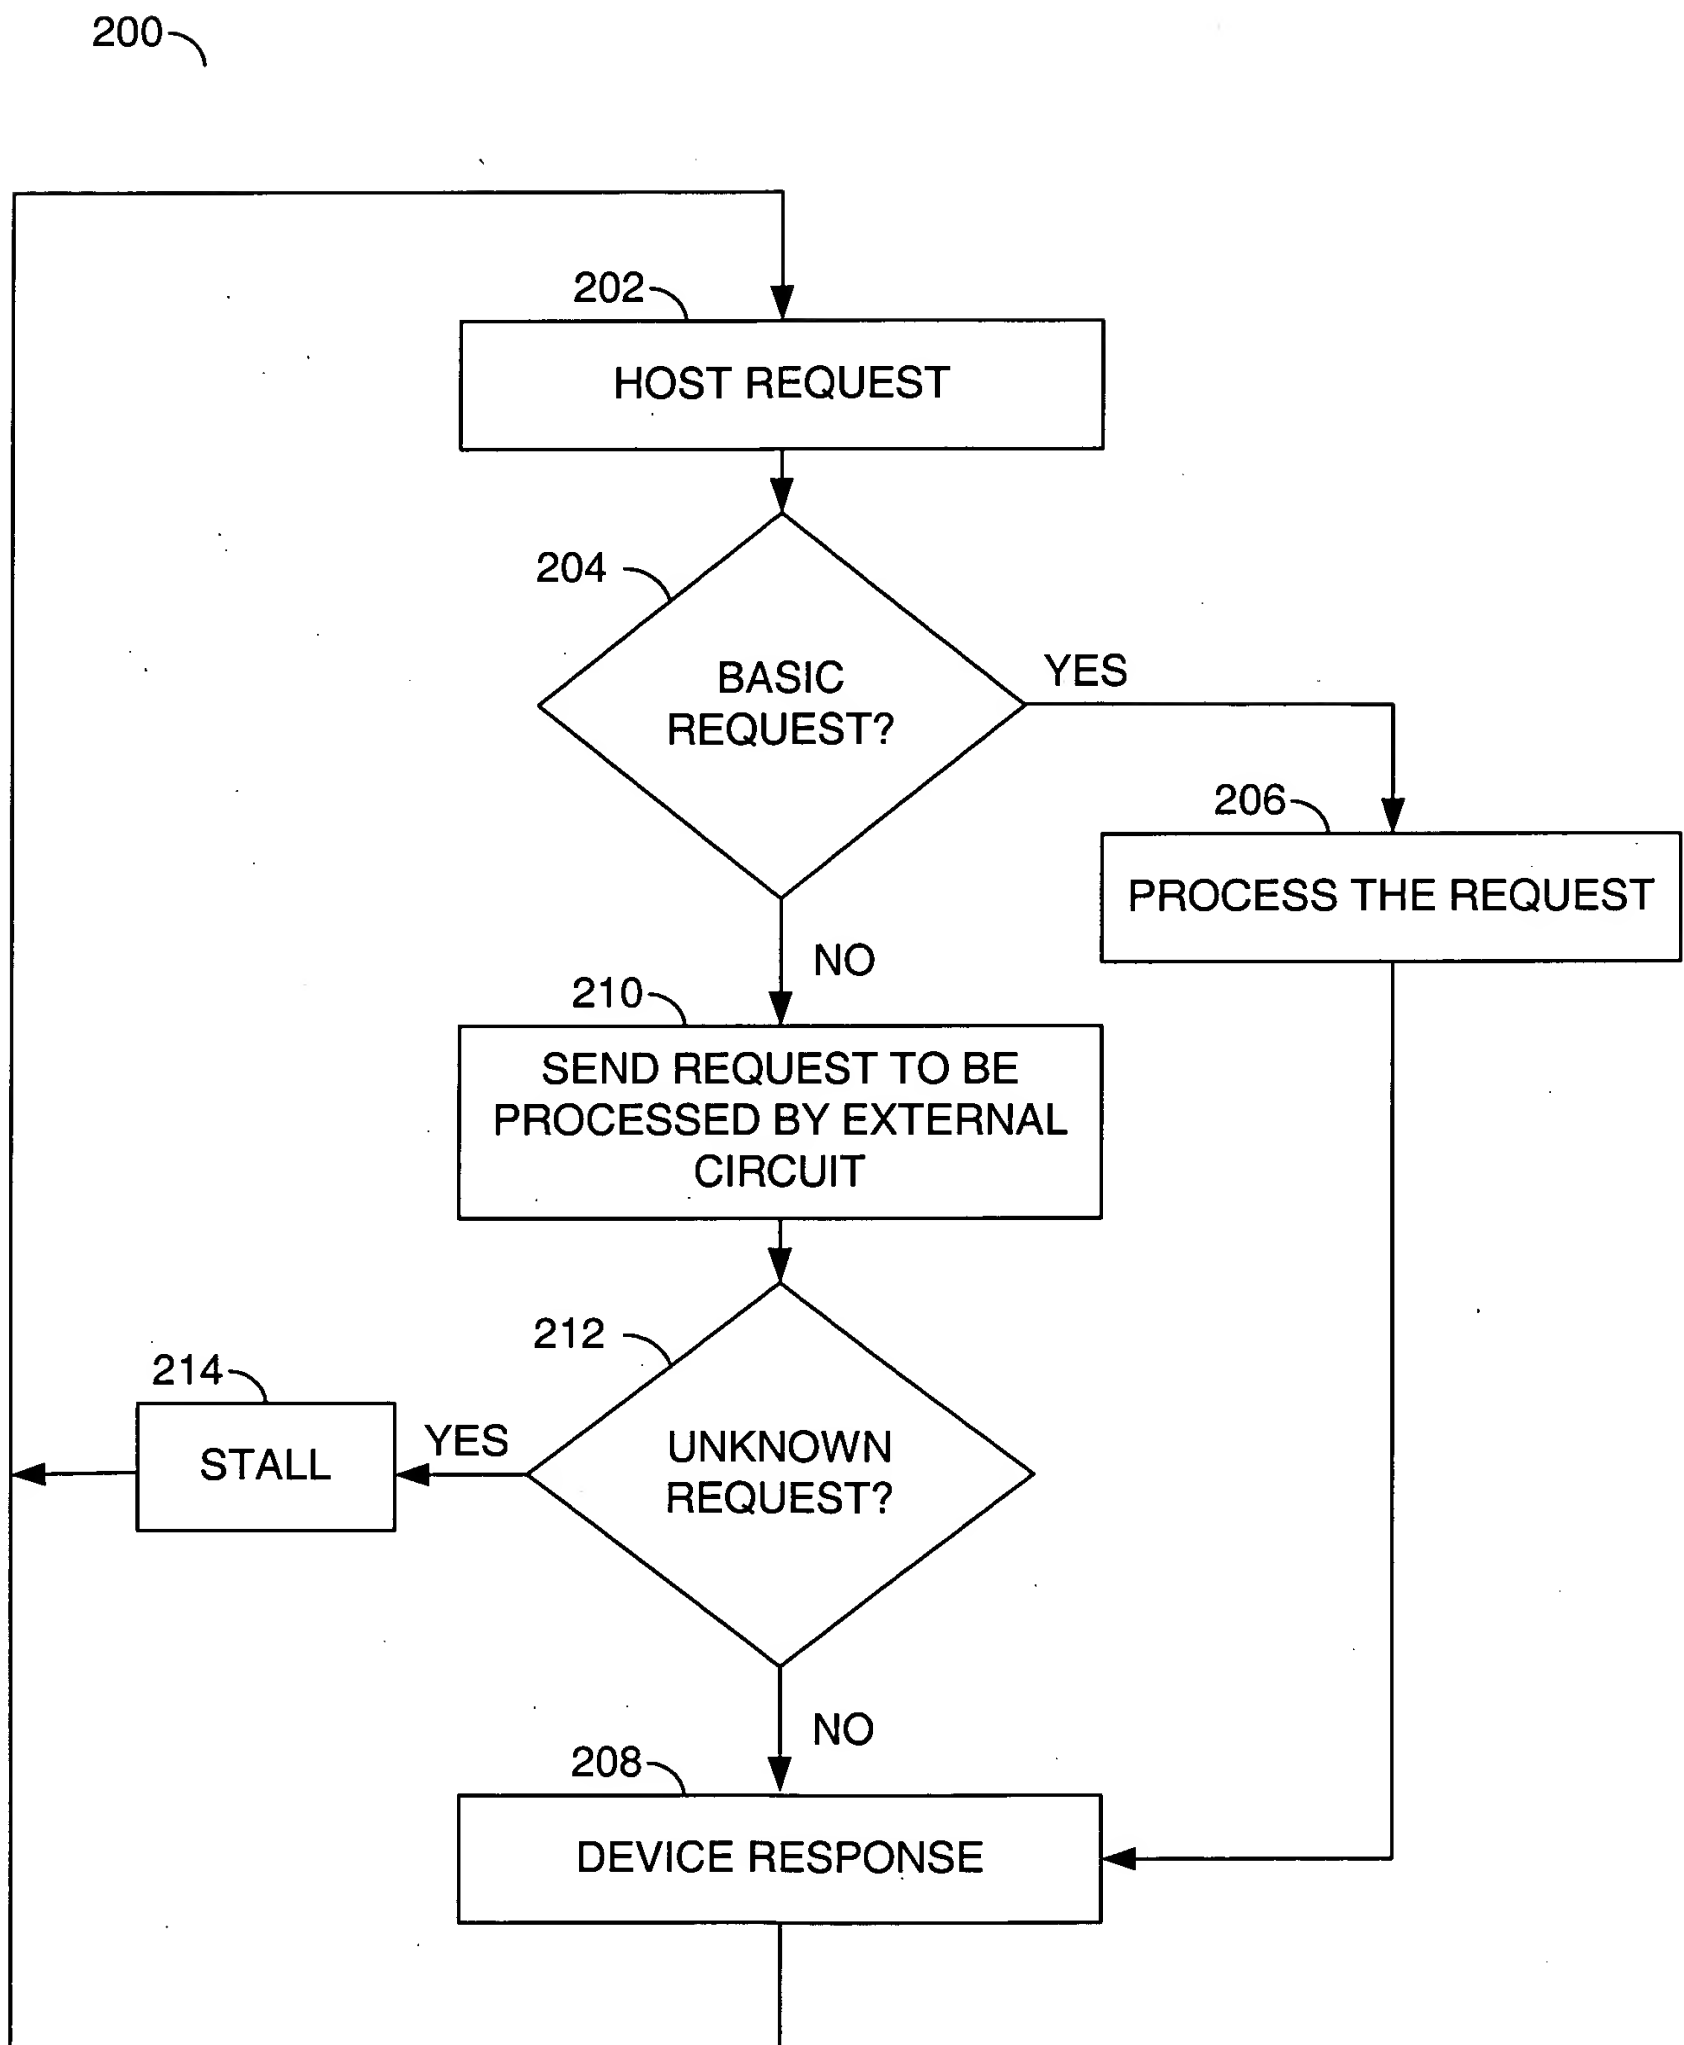 200
202
HOST REQUEST
204
BASIC
REQUEST?
YES
206
PROCESS THE REQUEST
NO
210
SEND REQUEST TO BE
PROCESSED BY EXTERNAL
CIRCUIT
212
214
YES
STALL
UNKNOWN
REQUEST?
NO
208
DEVICE RESPONSE